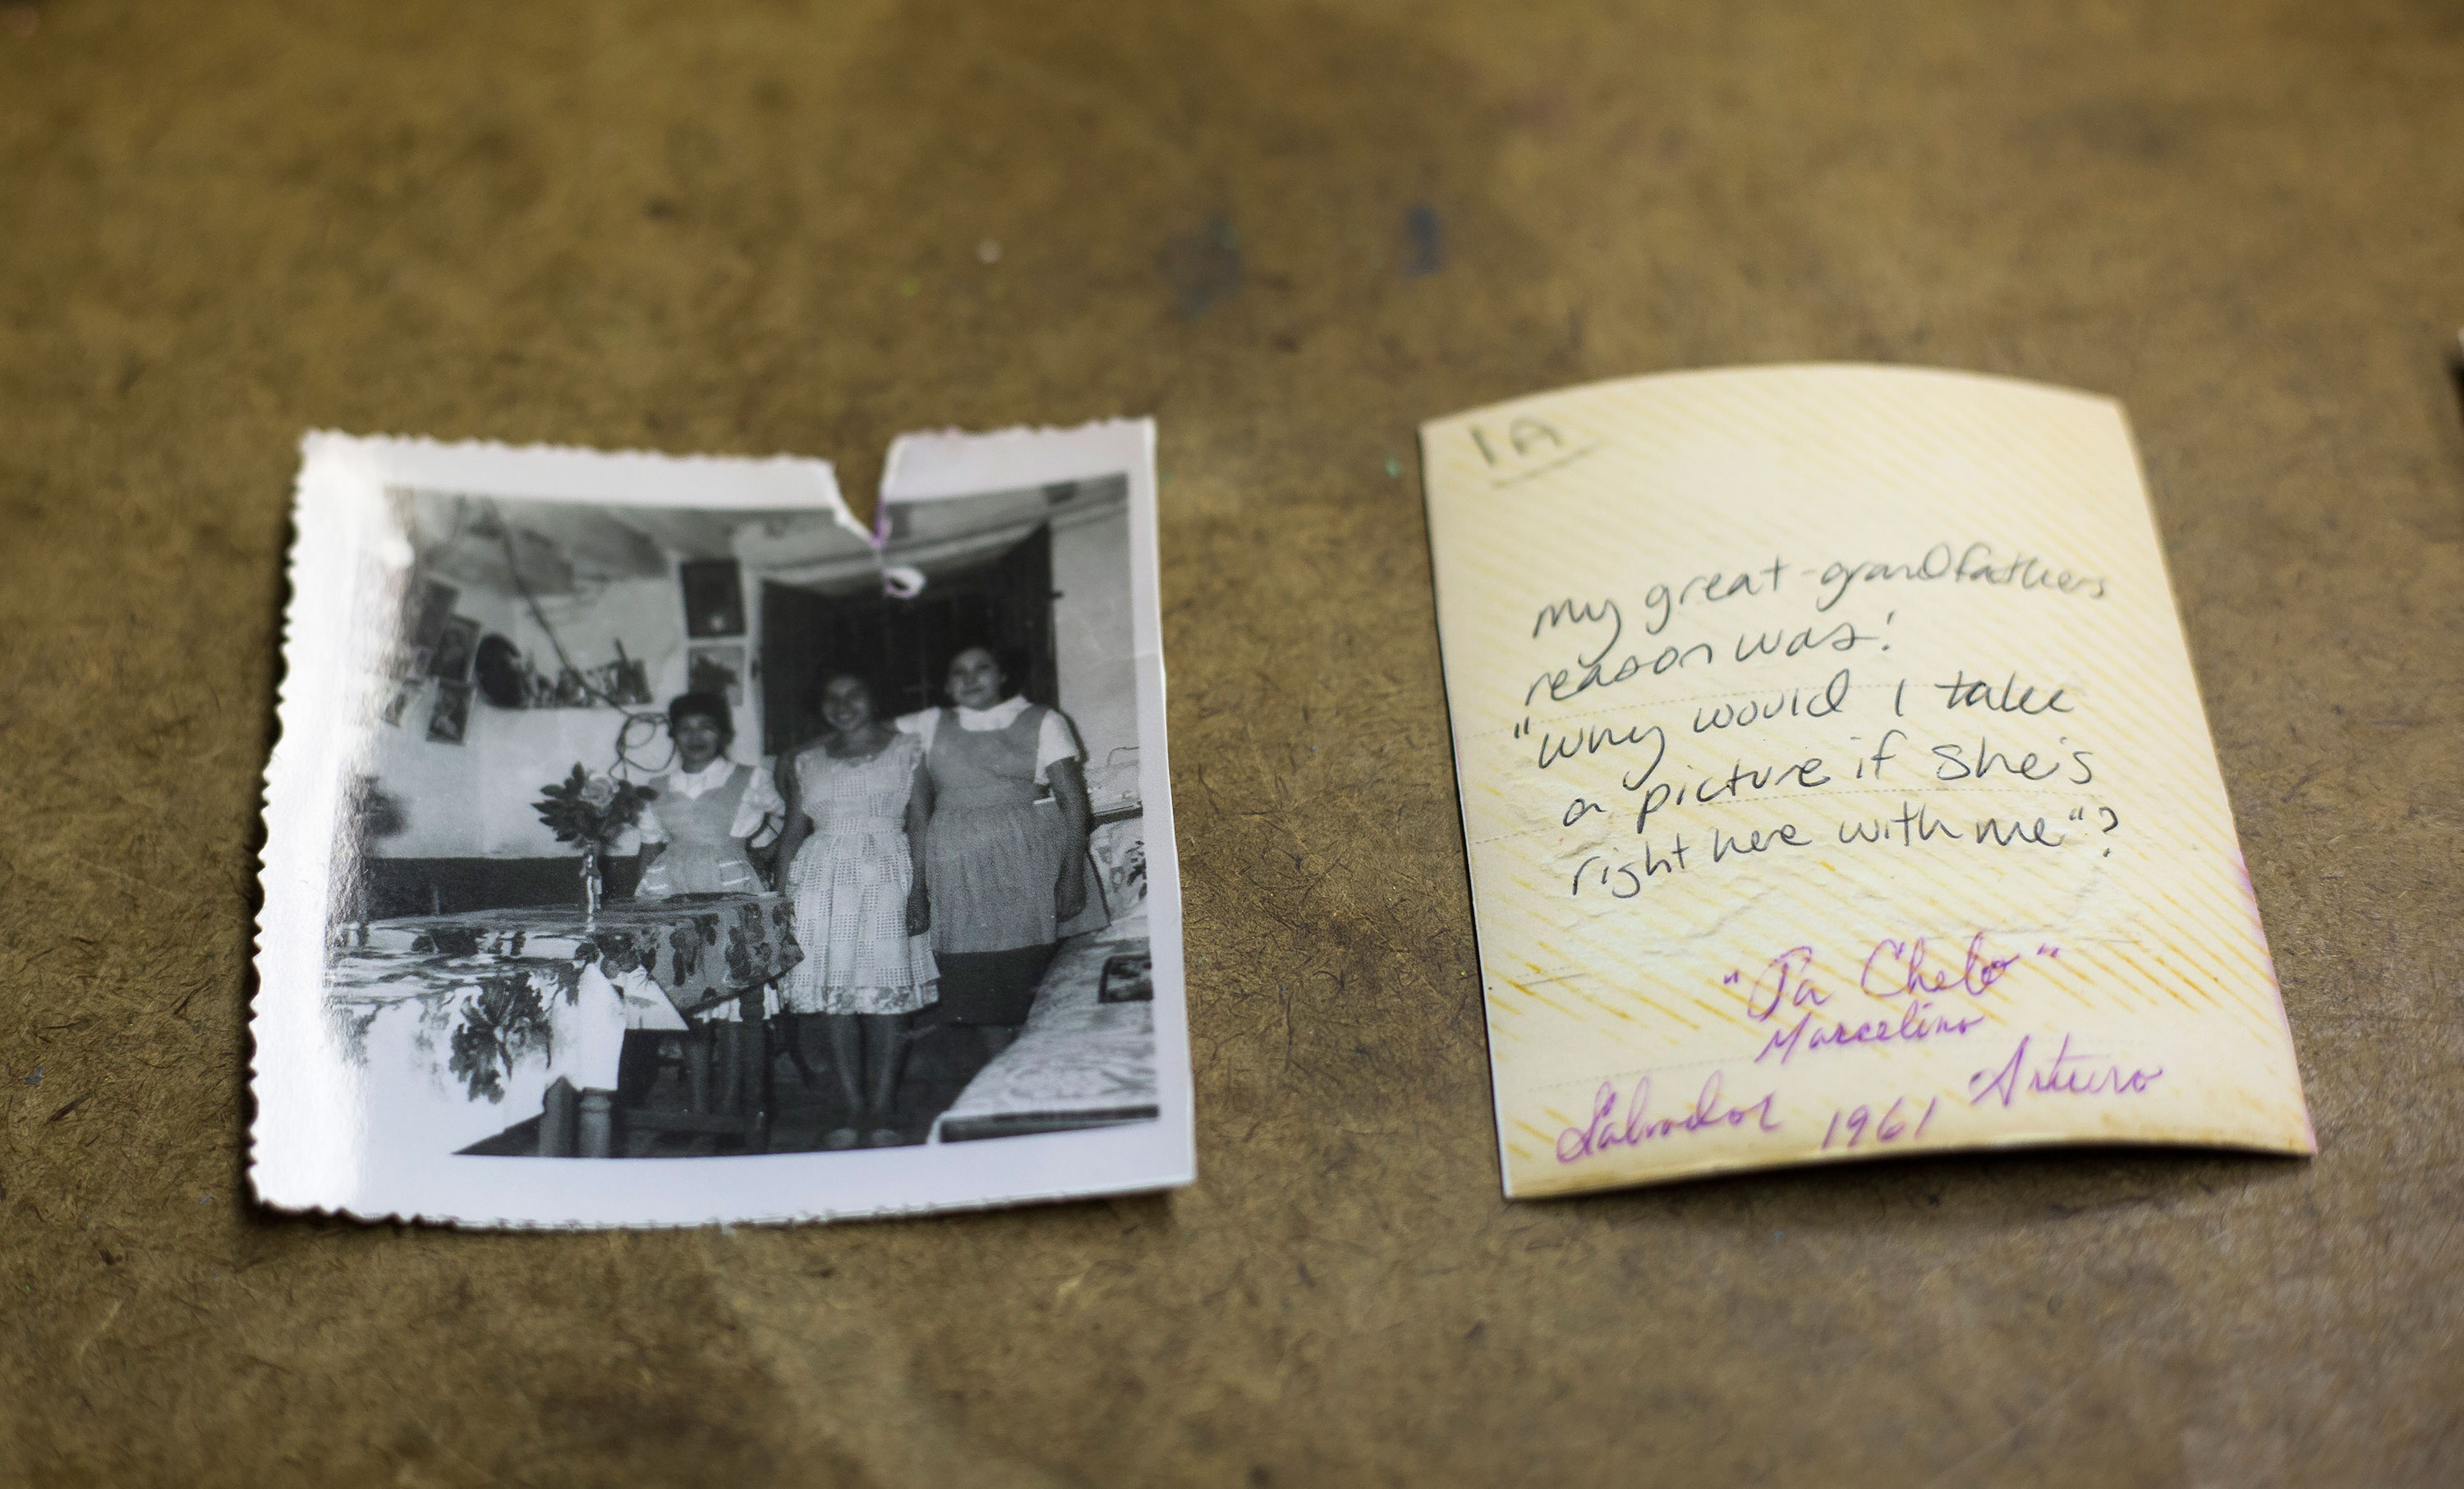 1A
my great-grandfathers
reason was:
"why would I take
a picture if she's
right here with me"?
"Pa Chelo"
Marcelino
Salvador 1961 Arturo